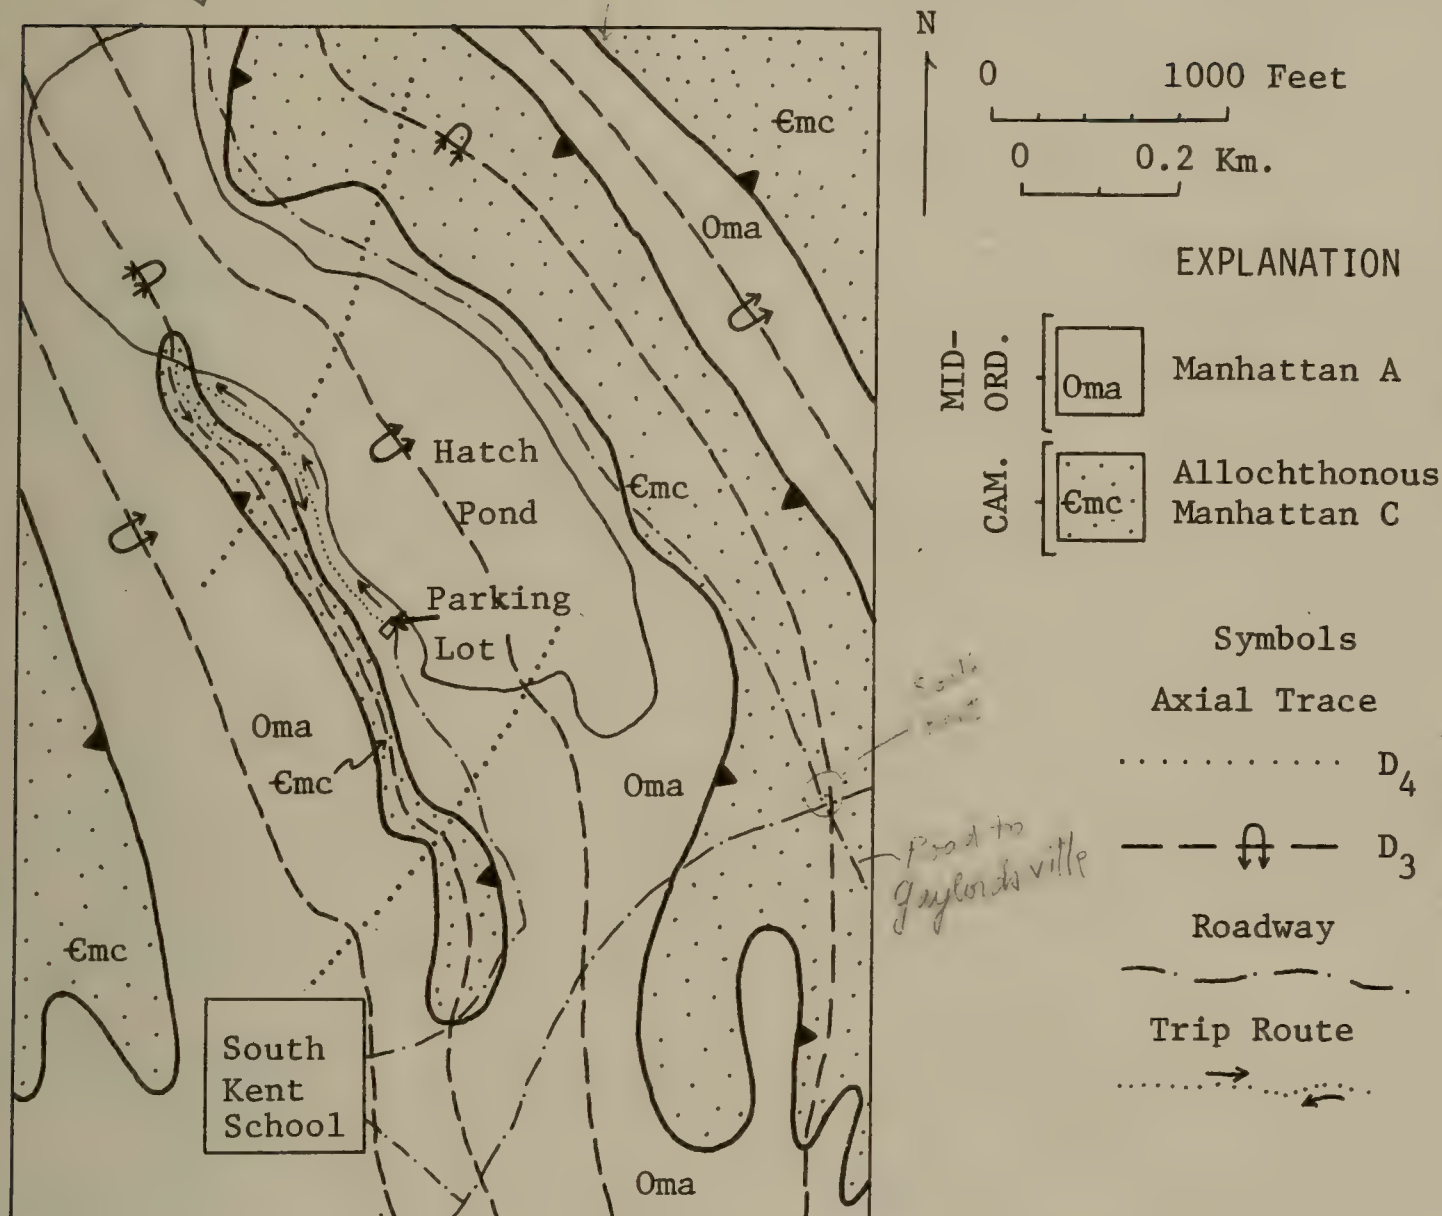 N
0 1000 Feet
0 0.2 Km.
EXPLANATION
MID-
ORD.
Oma
Manhattan A
CAM.
Єmc
Allochthonous
Manhattan C
Symbols
Axial Trace
D4
D3
Roadway
Trip Route
Єmc
Oma
Hatch
Pond
Єmc
Parking
Lot
Oma
Єmc
Oma
Єmc
South
Kent
School
Oma
Road to
Gaylordsville